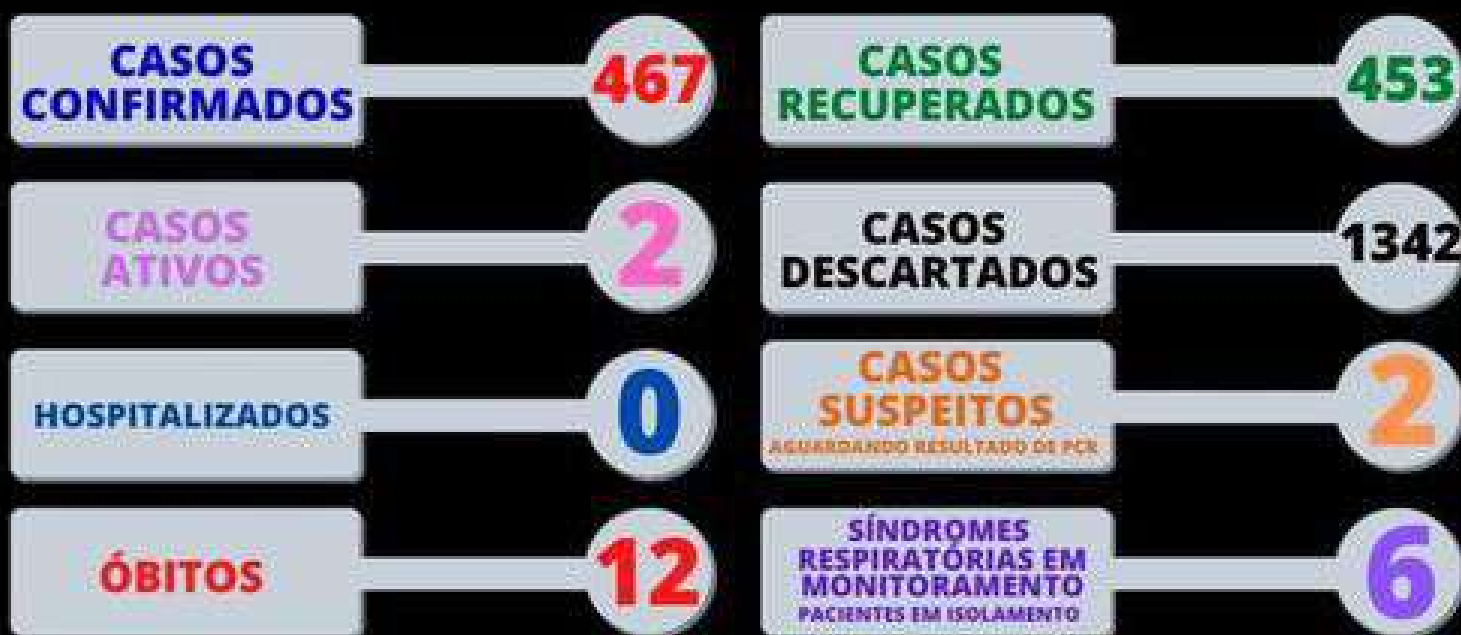 CASOS
CONFIRMADOS
467
CASOS
RECUPERADOS
453
CASOS
ATIVOS
2
CASOS
DESCARTADOS
1342
HOSPITALIZADOS
0
CASOS
SUSPEITOS
AGUARDANDO RESULTADO DE PCR
2
ÓBITOS
12
SÍNDROMES
RESPIRATÓRIAS EM
MONITORAMENTO
PACIENTES EM ISOLAMENTO
6